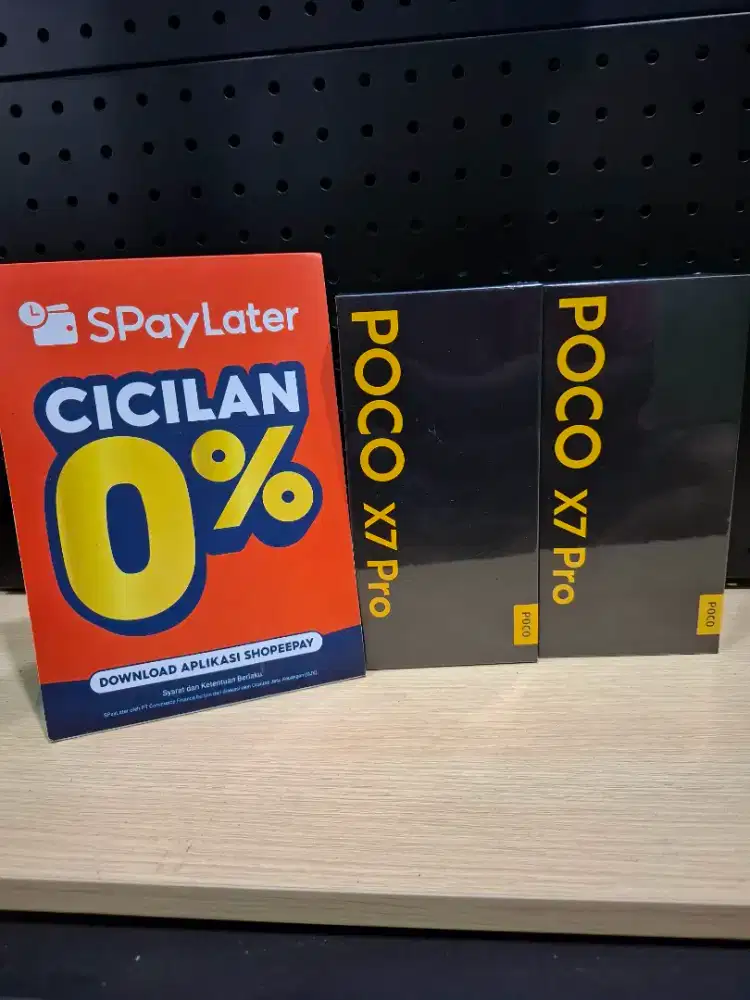 SPayLater
CICILAN
0%
DOWNLOAD APLIKASI SHOPEEPAY
Syarat dan Ketentuan Berlaku.
POCO X7 Pro
POCO
POCO X7 Pro
POCO